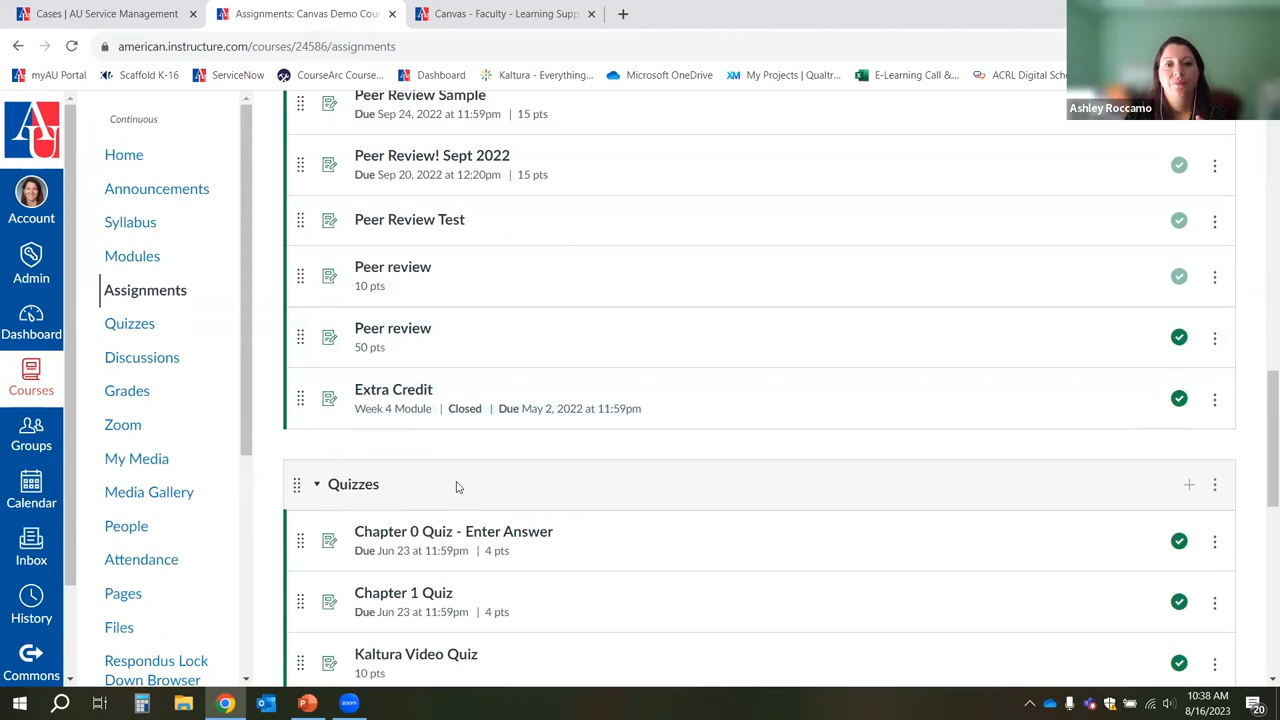 Cases | AU Service Management
Assignments: Canvas Demo Cou
Canvas - Faculty - Learning Supp
american.instructure.com/courses/24586/assignments
myAU Portal
Scaffold K-16
ServiceNow
CourseArc Course...
Dashboard
Kaltura - Everything...
Microsoft OneDrive
XM
My Projects | Qualtr...
E-Learning Call &...
ACRL Digital Scho
Ashley Roccamo
AU
Account
Admin
Dashboard
Courses
Groups
Calendar
Inbox
History
Commons
Continuous
Home
Announcements
Syllabus
Modules
Assignments
Quizzes
Discussions
Grades
Zoom
My Media
Media Gallery
People
Attendance
Pages
Files
Respondus Lock
Down Browser
Peer Review Sample
Due Sep 24, 2022 at 11:59pm | 15 pts
Peer Review! Sept 2022
Due Sep 20, 2022 at 12:20pm | 15 pts
Peer Review Test
Peer review
10 pts
Peer review
50 pts
Extra Credit
Week 4 Module | Closed | Due May 2, 2022 at 11:59pm
Quizzes
Chapter 0 Quiz - Enter Answer
Due Jun 23 at 11:59pm | 4 pts
Chapter 1 Quiz
Due Jun 23 at 11:59pm | 4 pts
Kaltura Video Quiz
10 pts
10:38 AM
8/16/2023
20